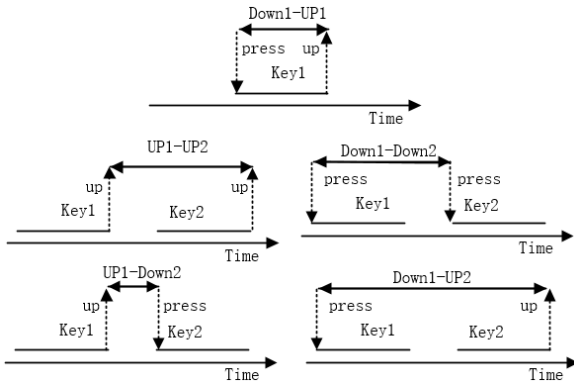 Down1-UP1
press up
Key1
Time
UP1-UP2
up up
Key1 Key2
Time
Down1-Down2
press press
Key1 Key2
Time
UP1-Down2
up press
Key1 Key2
Time
Down1-UP2
press up
Key1 Key2
Time